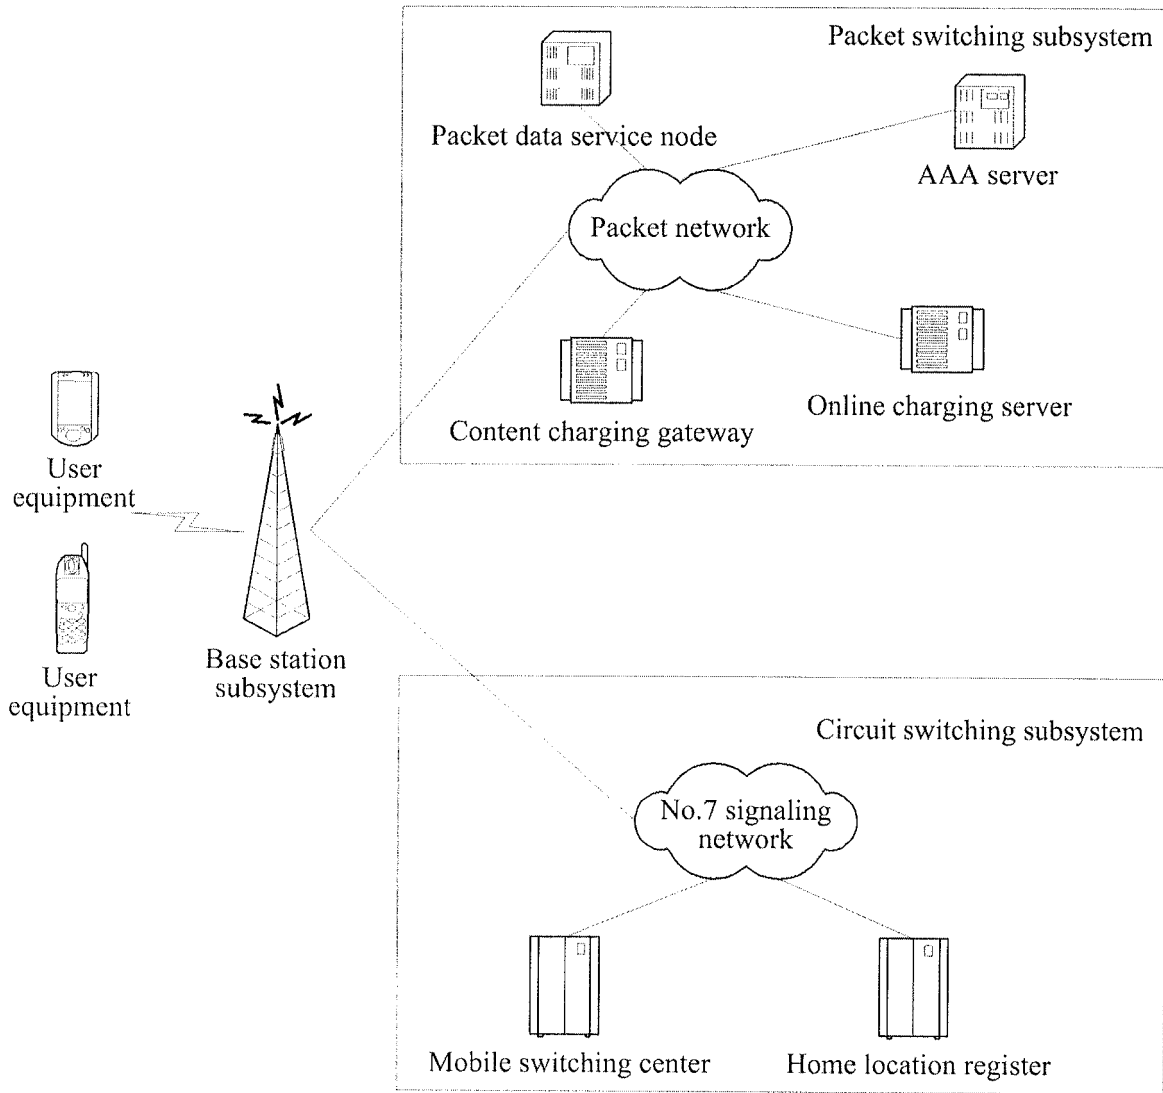 Packet switching subsystem
Packet data service node
AAA server
Packet network
Online charging server
Content charging gateway
User
equipment
User
equipment
Base station
subsystem
Circuit switching subsystem
No.7 signaling
network
Mobile switching center
Home location register